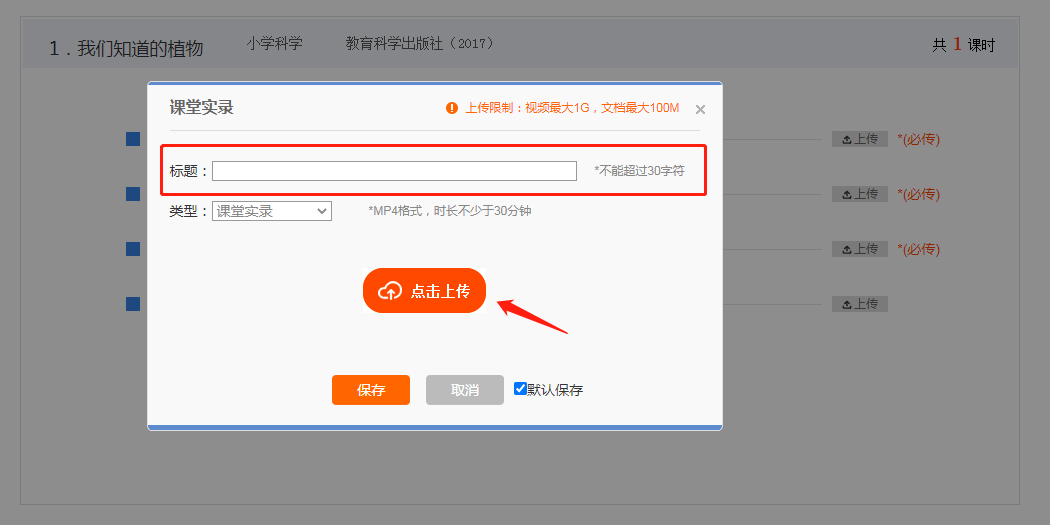 1．我们知道的植物 小学科学 教育科学出版社（2017） 共 1 课时
课堂实录 上传限制：视频最大1G，文档最大100M ×
上传 *(必传)
标题： *不能超过30字符
上传 *(必传)
类型： 课堂实录 *MP4格式，时长不少于30分钟
上传 *(必传)
点击上传
上传
保存 取消 默认保存